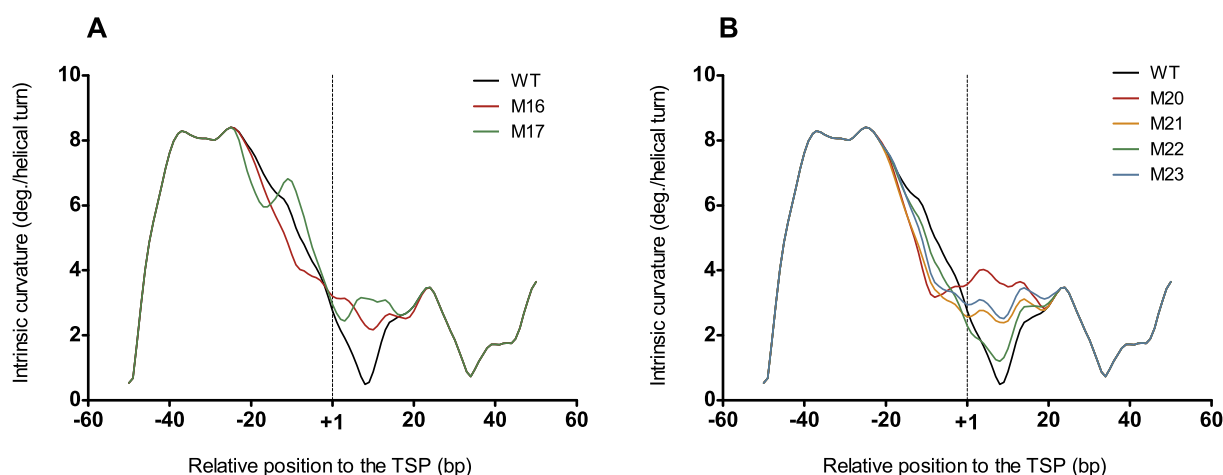 A
Intrinsic curvature (deg./helical turn)
10
8
6
4
2
0
-60
-40
-20
+1
20
40
60
Relative position to the TSP (bp)
WT
M16
M17
B
Intrinsic curvature (deg./helical turn)
10
8
6
4
2
0
-60
-40
-20
+1
20
40
60
Relative position to the TSP (bp)
WT
M20
M21
M22
M23